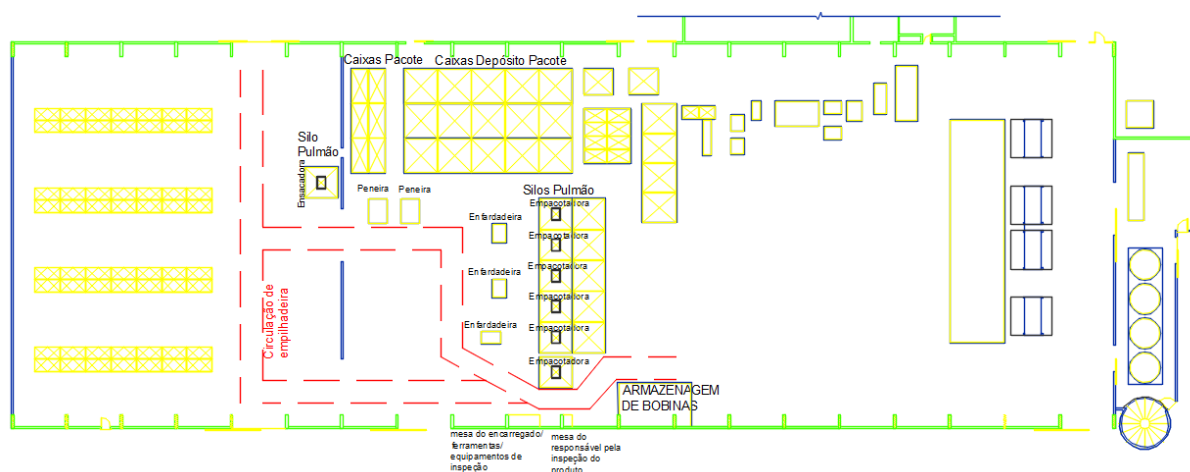 Caixas Pacote
Caixas Depósito Pacote
Silo
Pulmão
Ensacadora
Peneira
Peneira
Silos Pulmão
Empacotadora
Enfardadeira
Empacotadora
Enfardadeira
Empacotadora
Empacotadora
Enfardadeira
Empacotadora
Empacotadora
Circulação de
empilhadeira
ARMAZENAGEM
DE BOBINAS
mesa do encarregado/
ferramentas/
equipamentos de
inspeção
mesa do
responsável pela
inspeção do
produto